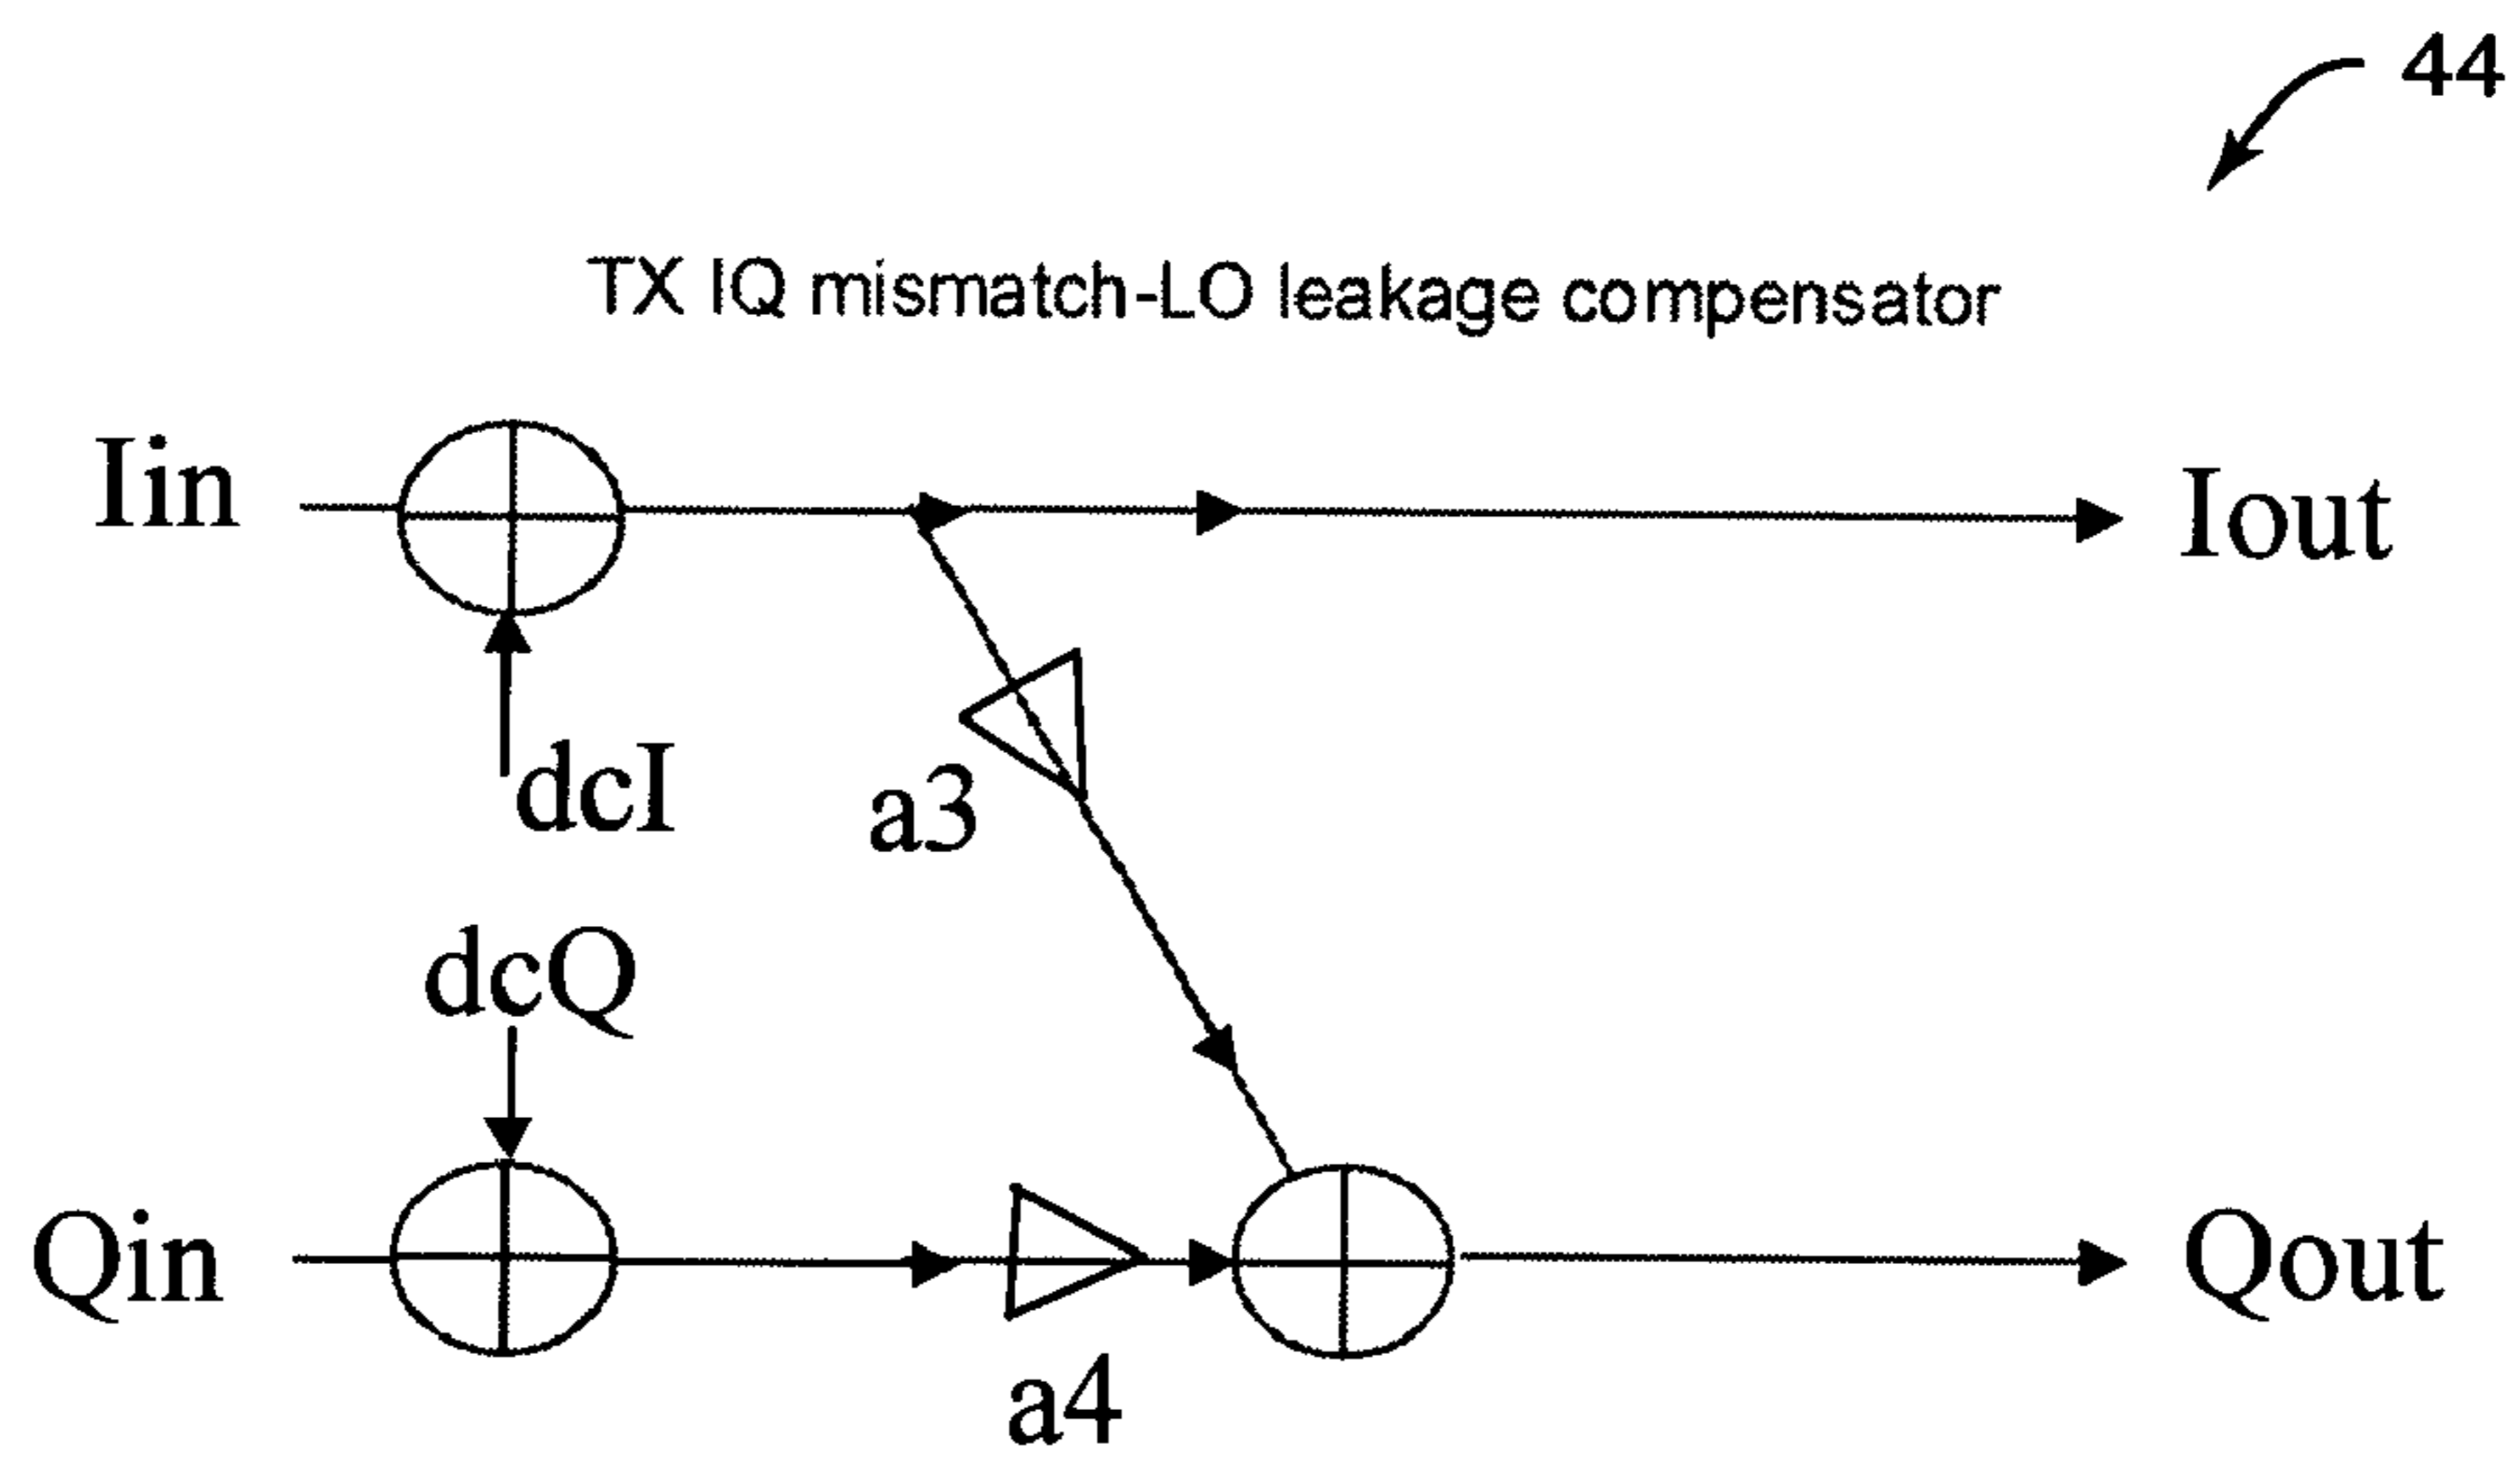 44
TX IQ mismatch-LO leakage compensator
Iin
Iout
dcI
a3
dcQ
Qin
Qout
a4